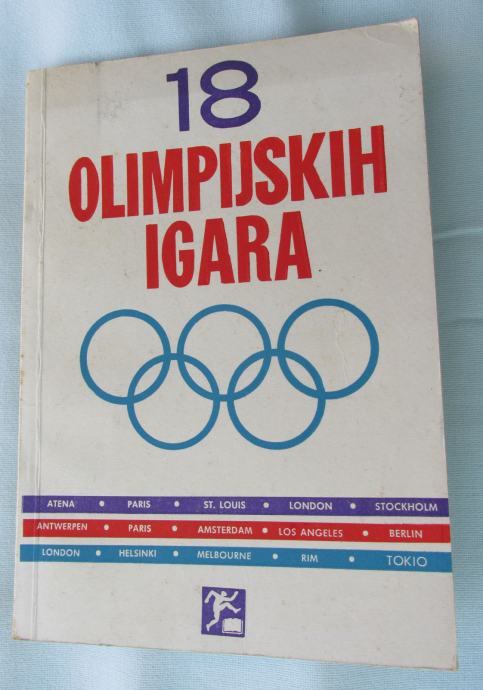 18
OLIMPIJSKIH
IGARA
ATENA • PARIS • ST. LOUIS • LONDON • STOCKHOLM
ANTWERPEN • PARIS • AMSTERDAM • LOS ANGELES • BERLIN
LONDON • HELSINKI • MELBOURNE • RIM • TOKIO